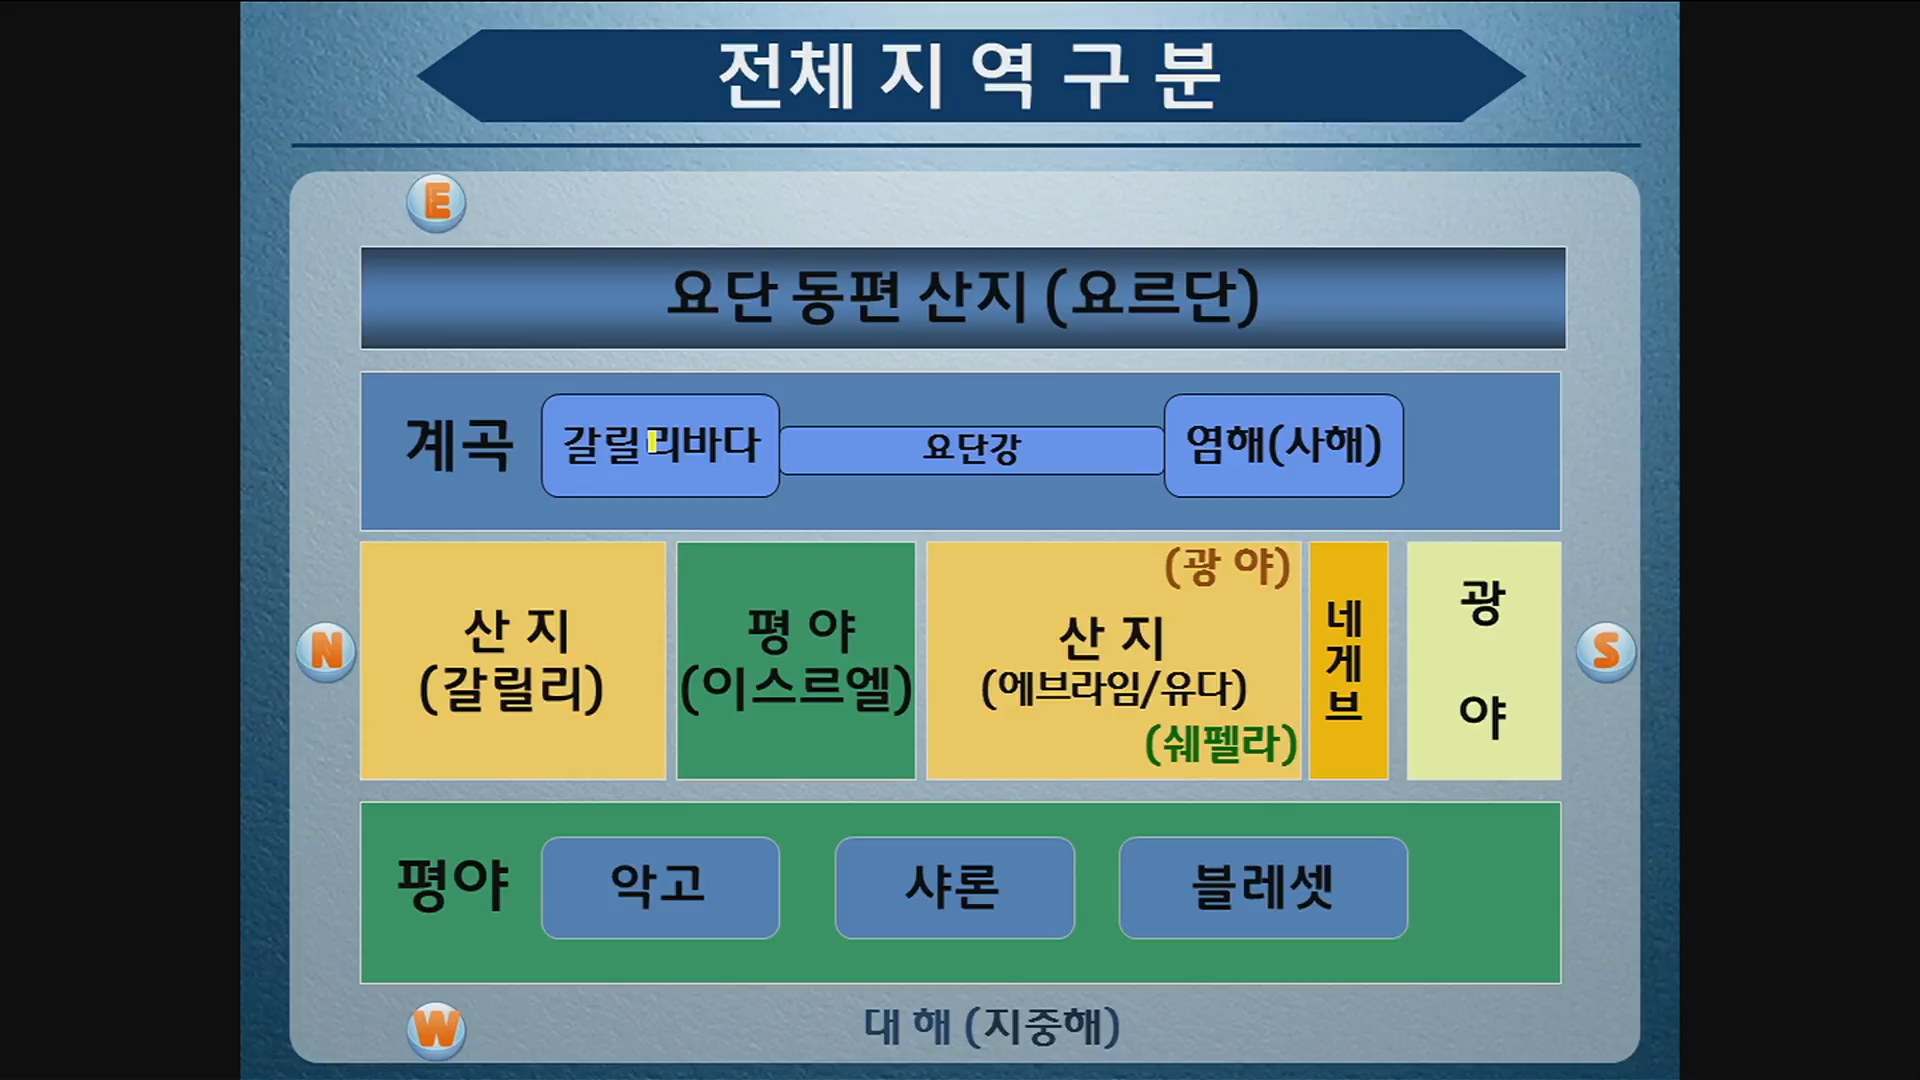 전체 지 역 구 분
E
요단 동편 산지 (요르단)
계곡
갈릴리바다
요단강
염해(사해)
N
산 지
(갈릴리)
평 야
(이스르엘)
(광 야)
산 지
(에브라임/유다)
(쉐펠라)
네
게
브
광
야
S
평야
악고
샤론
블레셋
W
대 해 (지중해)